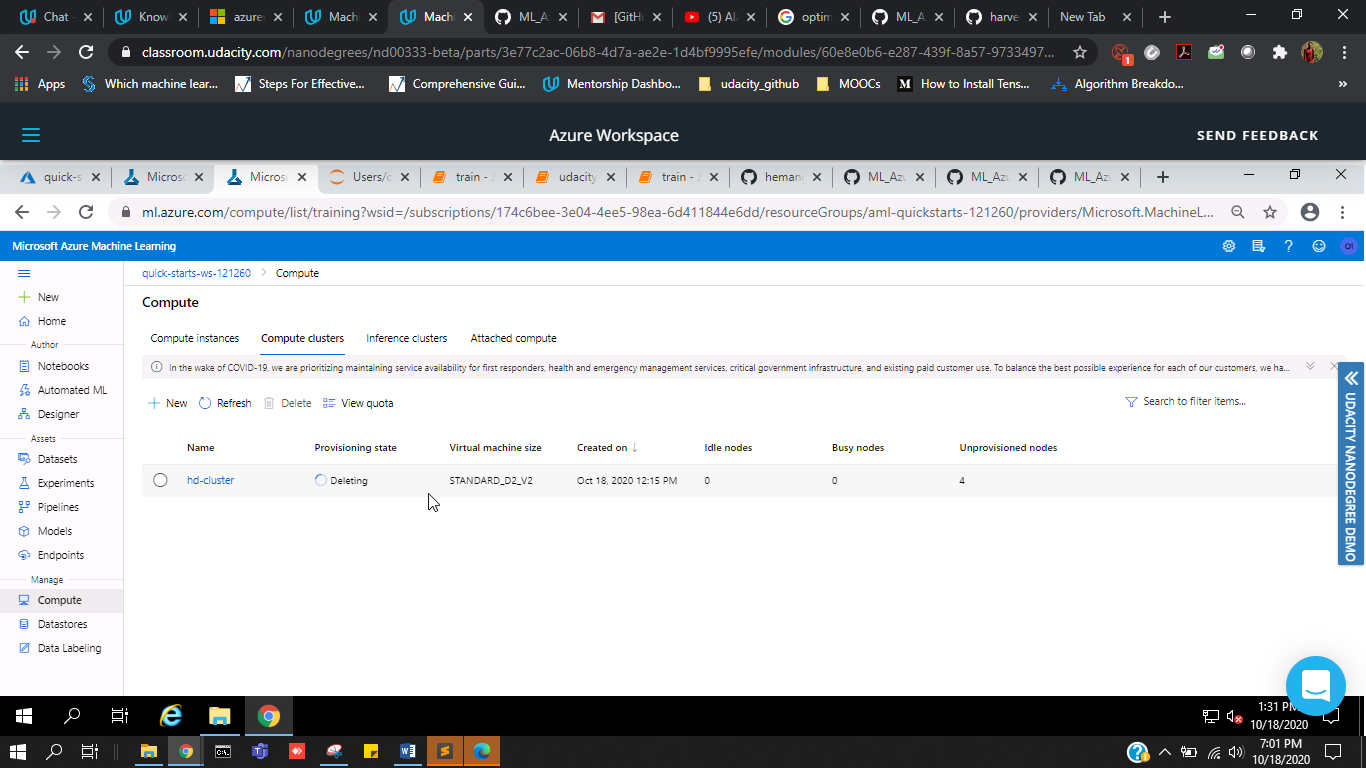 Chat -
Know
azure
Machi
Machi
ML_A
[GitHu
(5) Ala
optim
ML_A
harve
New Tab
classroom.udacity.com/nanodegrees/nd00333-beta/parts/3e77c2ac-06b8-4d7a-ae2e-1d4bf9995efe/modules/60e8e0b6-e287-439f-8a57-9733497...
1
Apps
Which machine lear...
Steps For Effective...
Comprehensive Gui...
Mentorship Dashbo...
udacity_github
MOOCs
M How to Install Tens...
Algorithm Breakdo...
»
Azure Workspace
SEND FEEDBACK
quick-s
Microso
Microso
Users/c
train - J
udacity
train - J
heman
ML_Azu
ML_Azu
ML_Azu
ml.azure.com/compute/list/training?wsid=/subscriptions/174c6bee-3e04-4ee5-98ea-6d411844e6dd/resourceGroups/aml-quickstarts-121260/providers/Microsoft.MachineL...
Microsoft Azure Machine Learning
?
quick-starts-ws-121260 > Compute
New
Home
Author
Notebooks
Automated ML
Designer
Assets
Datasets
Experiments
Pipelines
Models
Endpoints
Manage
Compute
Datastores
Data Labeling
Compute
Compute instances
Compute clusters
Inference clusters
Attached compute
In the wake of COVID-19, we are prioritizing maintaining service availability for first responders, health and emergency management services, critical government infrastructure, and existing paid customer use. To balance the best possible experience for each of our customers, we ha...
New
Refresh
Delete
View quota
Search to filter items...
Name Provisioning state Virtual machine size Created on ↓ Idle nodes Busy nodes Unprovisioned nodes
hd-cluster Deleting STANDARD_D2_V2 Oct 18, 2020 12:15 PM 0 0 4
UDACITY NANODEGREE DEMO
1:31 PM
10/18/2020
7:01 PM
10/18/2020